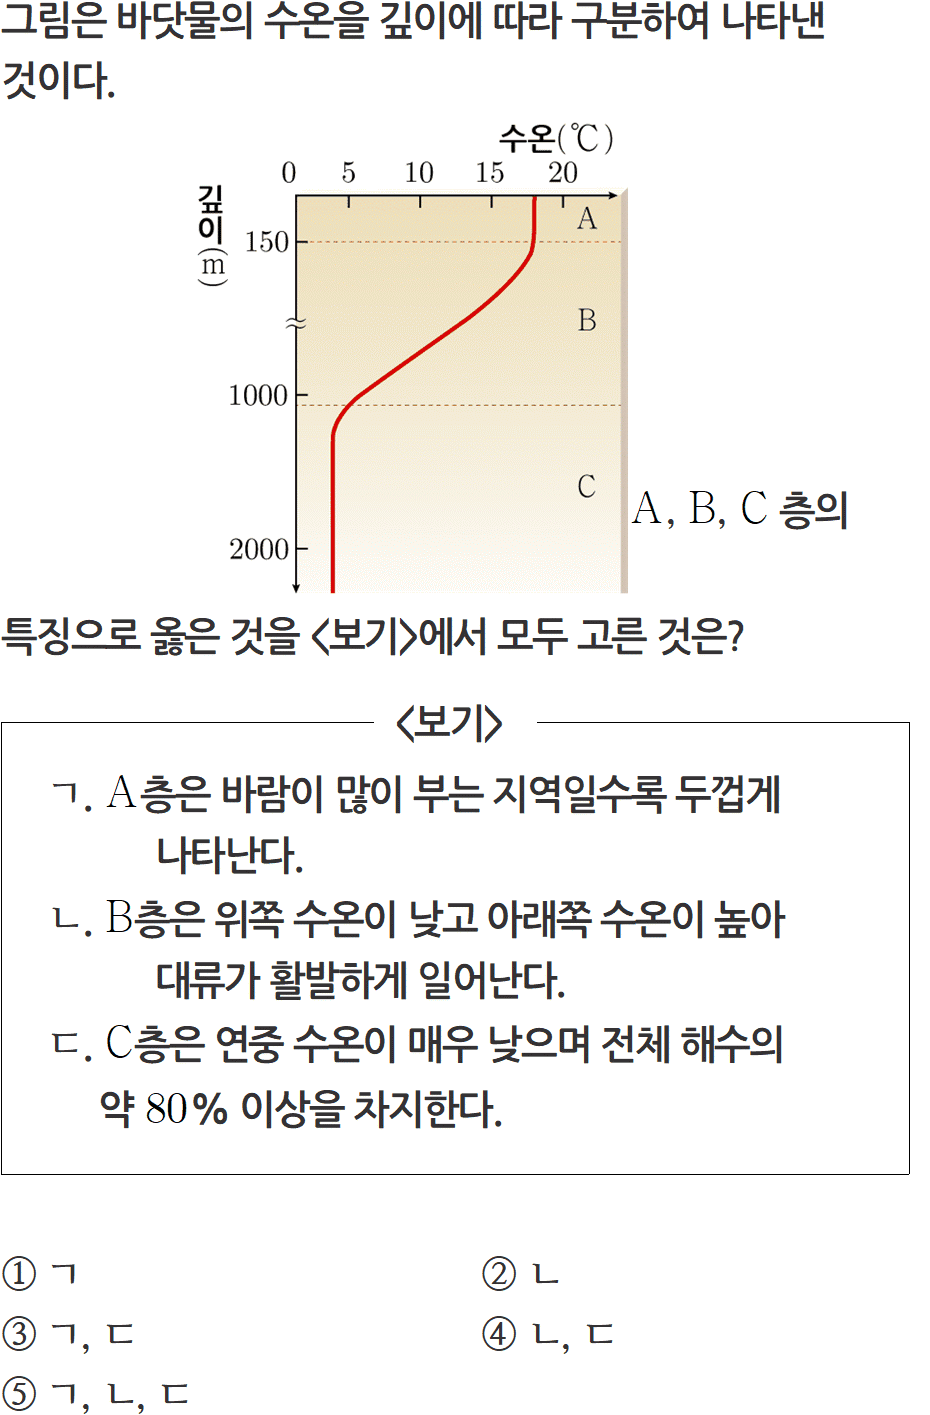 그림은 바닷물의 수온을 깊이에 따라 구분하여 나타낸
것이다.
수온(℃)
0 5 10 15 20
깊이(m)
A
150
B
1000
C
2000
A, B, C 층의
특징으로 옳은 것을 <보기>에서 모두 고른 것은?
<보기>
ㄱ. A층은 바람이 많이 부는 지역일수록 두껍게
나타난다.
ㄴ. B층은 위쪽 수온이 낮고 아래쪽 수온이 높아
대류가 활발하게 일어난다.
ㄷ. C층은 연중 수온이 매우 낮으며 전체 해수의
약 80% 이상을 차지한다.
① ㄱ ② ㄴ
③ ㄱ, ㄷ ④ ㄴ, ㄷ
⑤ ㄱ, ㄴ, ㄷ